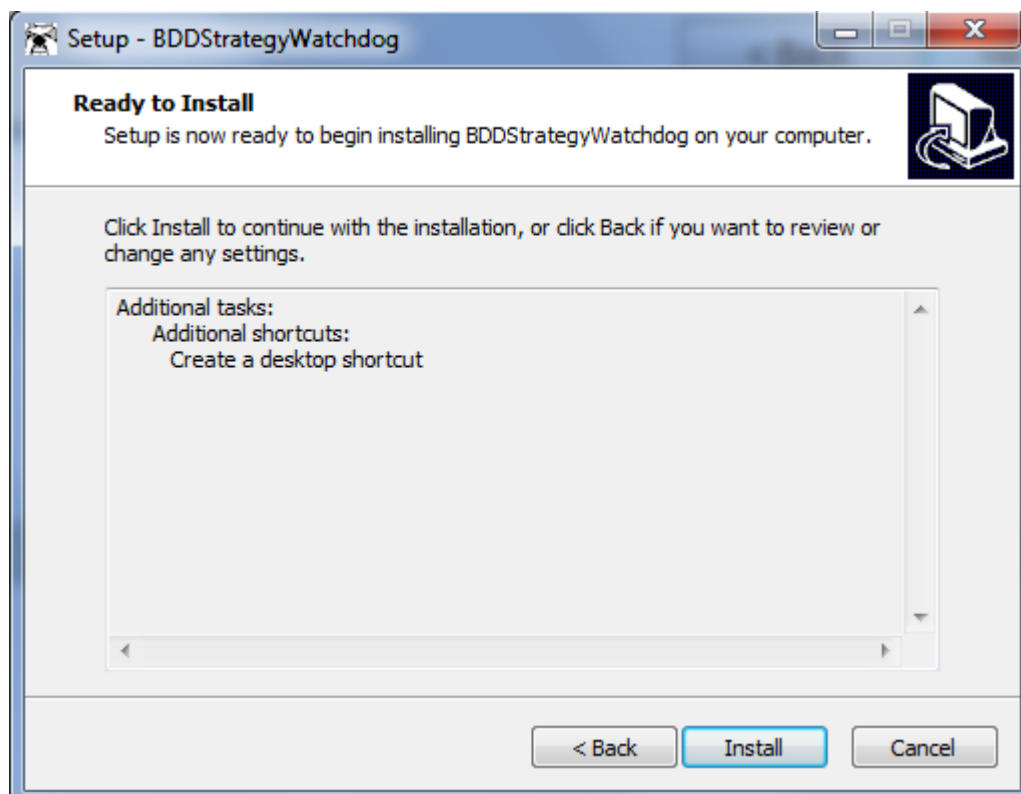 Setup - BDDStrategyWatchdog
Ready to Install
Setup is now ready to begin installing BDDStrategyWatchdog on your computer.
Click Install to continue with the installation, or click Back if you want to review or
change any settings.
Additional tasks:
Additional shortcuts:
Create a desktop shortcut
< Back
Install
Cancel